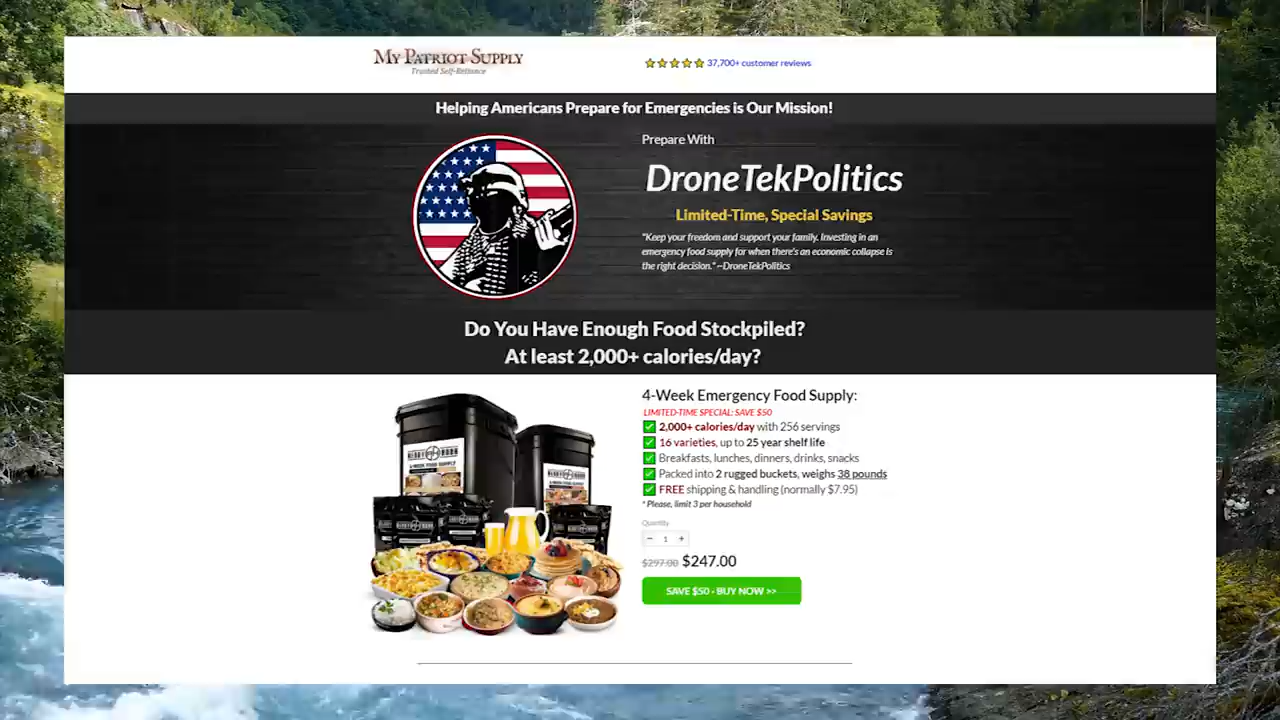 My Patriot Supply
Trusted Self-Reliance
37,700+ customer reviews
Helping Americans Prepare for Emergencies is Our Mission!
Prepare With
DroneTekPolitics
Limited-Time, Special Savings
"Keep your freedom and support your family. Investing in an
emergency food supply for when there's an economic collapse is
the right decision." ~DroneTekPolitics
Do You Have Enough Food Stockpiled?
At least 2,000+ calories/day?
4-Week Emergency Food Supply:
LIMITED-TIME SPECIAL: SAVE $50
2,000+ calories/day with 256 servings
16 varieties, up to 25 year shelf life
Breakfasts, lunches, dinners, drinks, snacks
Packed into 2 rugged buckets, weighs 38 pounds
FREE shipping & handling (normally $7.95)
* Please, limit 3 per household
Quantity
− 1 +
$297.00 $247.00
SAVE $50 - BUY NOW >>
4-WEEK FOOD SUPPLY